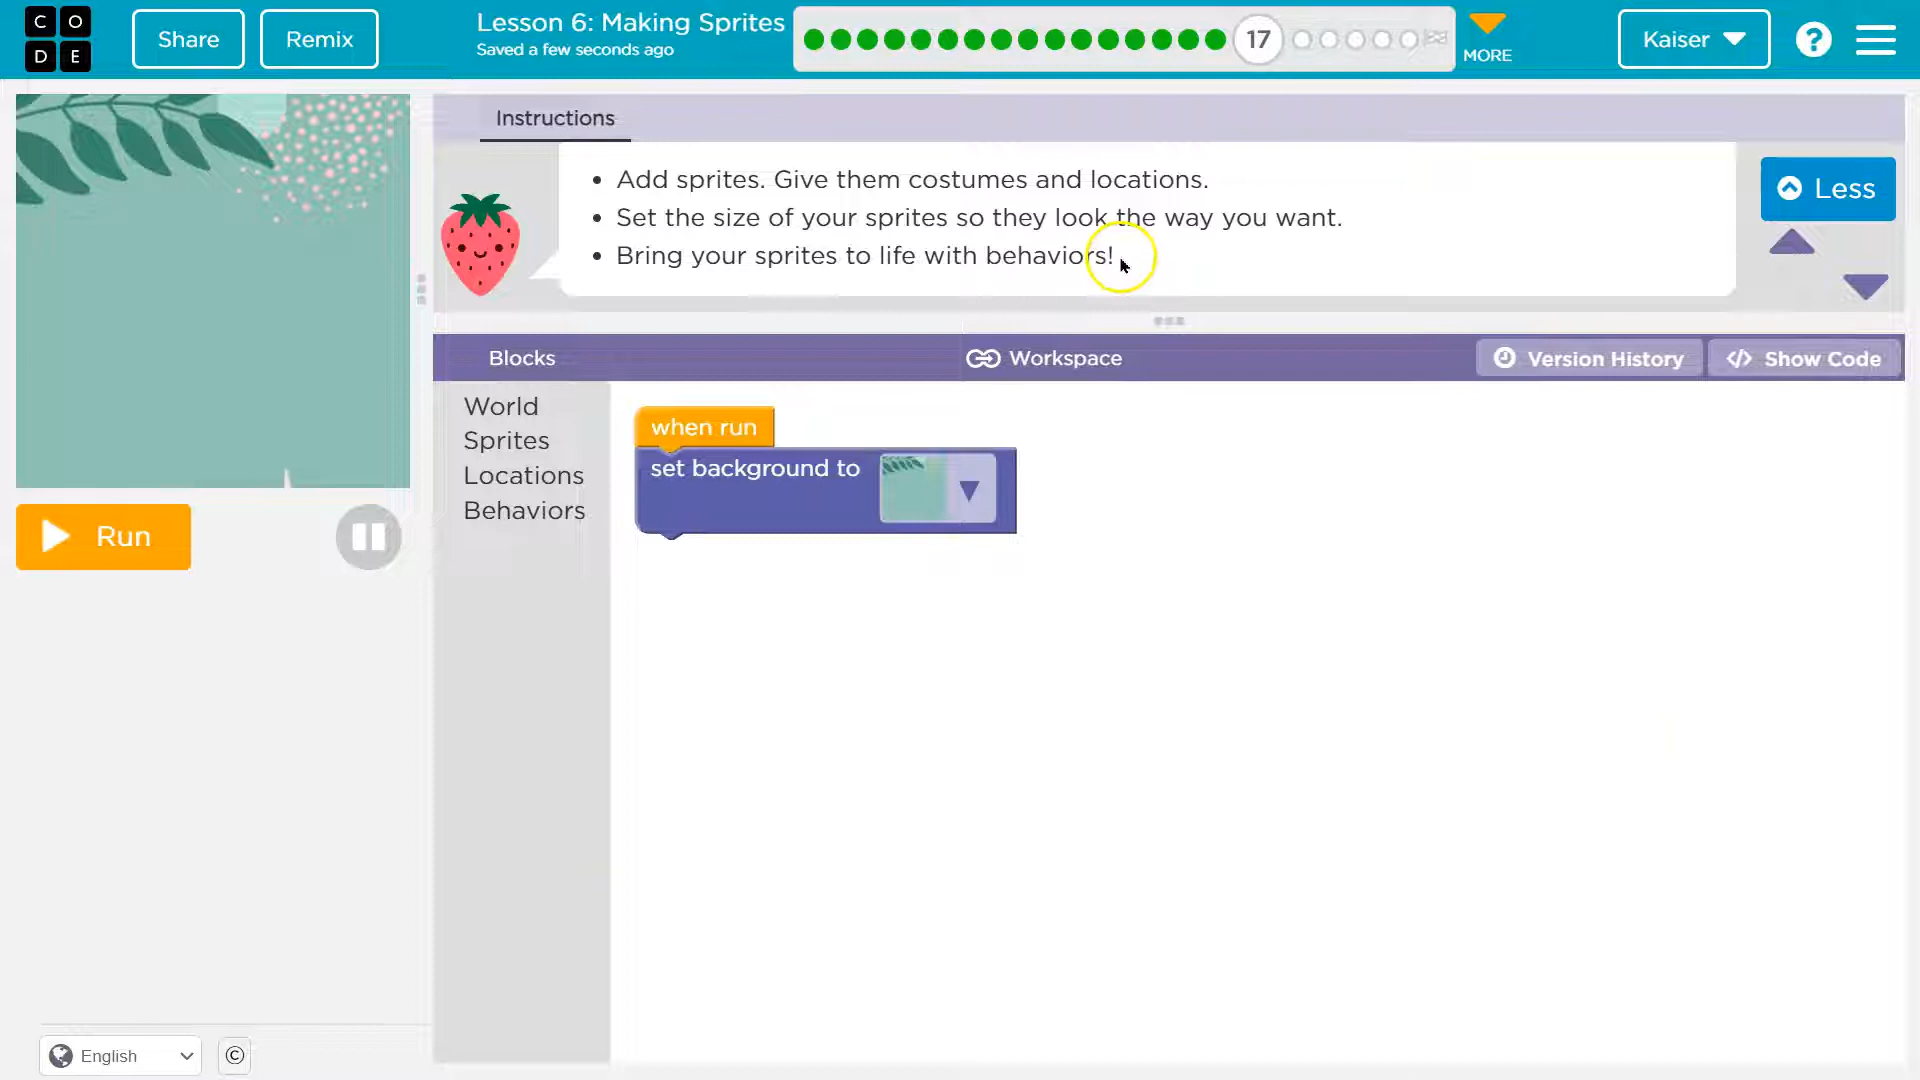 C O
D E
Share
Remix
Lesson 6: Making Sprites
Saved a few seconds ago
17
MORE
Kaiser
?
Instructions
• Add sprites. Give them costumes and locations.
• Set the size of your sprites so they look the way you want.
• Bring your sprites to life with behaviors!
Less
Run
Blocks
Workspace
Version History
</> Show Code
World
Sprites
Locations
Behaviors
when run
set background to
English
©